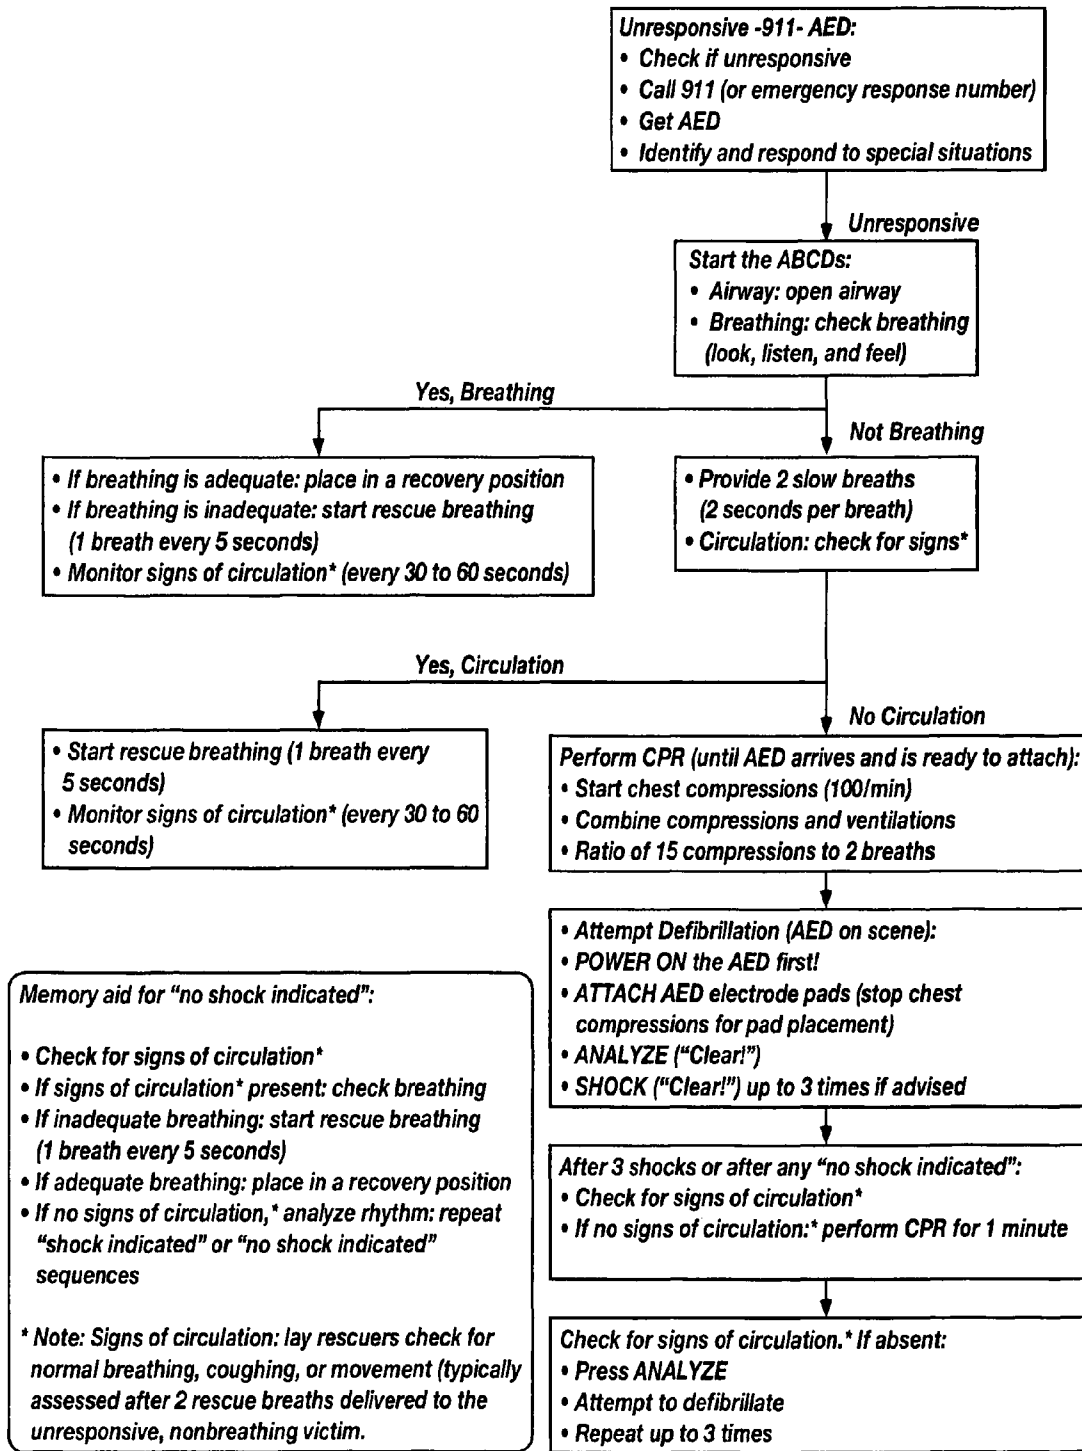 Unresponsive -911- AED:
• Check if unresponsive
• Call 911 (or emergency response number)
• Get AED
• Identify and respond to special situations
Unresponsive
Start the ABCDs:
• Airway: open airway
• Breathing: check breathing
(look, listen, and feel)
Yes, Breathing
Not Breathing
• If breathing is adequate: place in a recovery position
• If breathing is inadequate: start rescue breathing
(1 breath every 5 seconds)
• Monitor signs of circulation* (every 30 to 60 seconds)
• Provide 2 slow breaths
(2 seconds per breath)
• Circulation: check for signs*
Yes, Circulation
No Circulation
• Start rescue breathing (1 breath every
5 seconds)
• Monitor signs of circulation* (every 30 to 60
seconds)
Perform CPR (until AED arrives and is ready to attach):
• Start chest compressions (100/min)
• Combine compressions and ventilations
• Ratio of 15 compressions to 2 breaths
• Attempt Defibrillation (AED on scene):
• POWER ON the AED first!
• ATTACH AED electrode pads (stop chest
compressions for pad placement)
• ANALYZE ("Clear!")
• SHOCK ("Clear!") up to 3 times if advised
After 3 shocks or after any "no shock indicated":
• Check for signs of circulation*
• If no signs of circulation:* perform CPR for 1 minute
Check for signs of circulation.* If absent:
• Press ANALYZE
• Attempt to defibrillate
• Repeat up to 3 times
Memory aid for "no shock indicated":
• Check for signs of circulation*
• If signs of circulation* present: check breathing
• If inadequate breathing: start rescue breathing
(1 breath every 5 seconds)
• If adequate breathing: place in a recovery position
• If no signs of circulation,* analyze rhythm: repeat
"shock indicated" or "no shock indicated"
sequences
* Note: Signs of circulation: lay rescuers check for
normal breathing, coughing, or movement (typically
assessed after 2 rescue breaths delivered to the
unresponsive, nonbreathing victim.